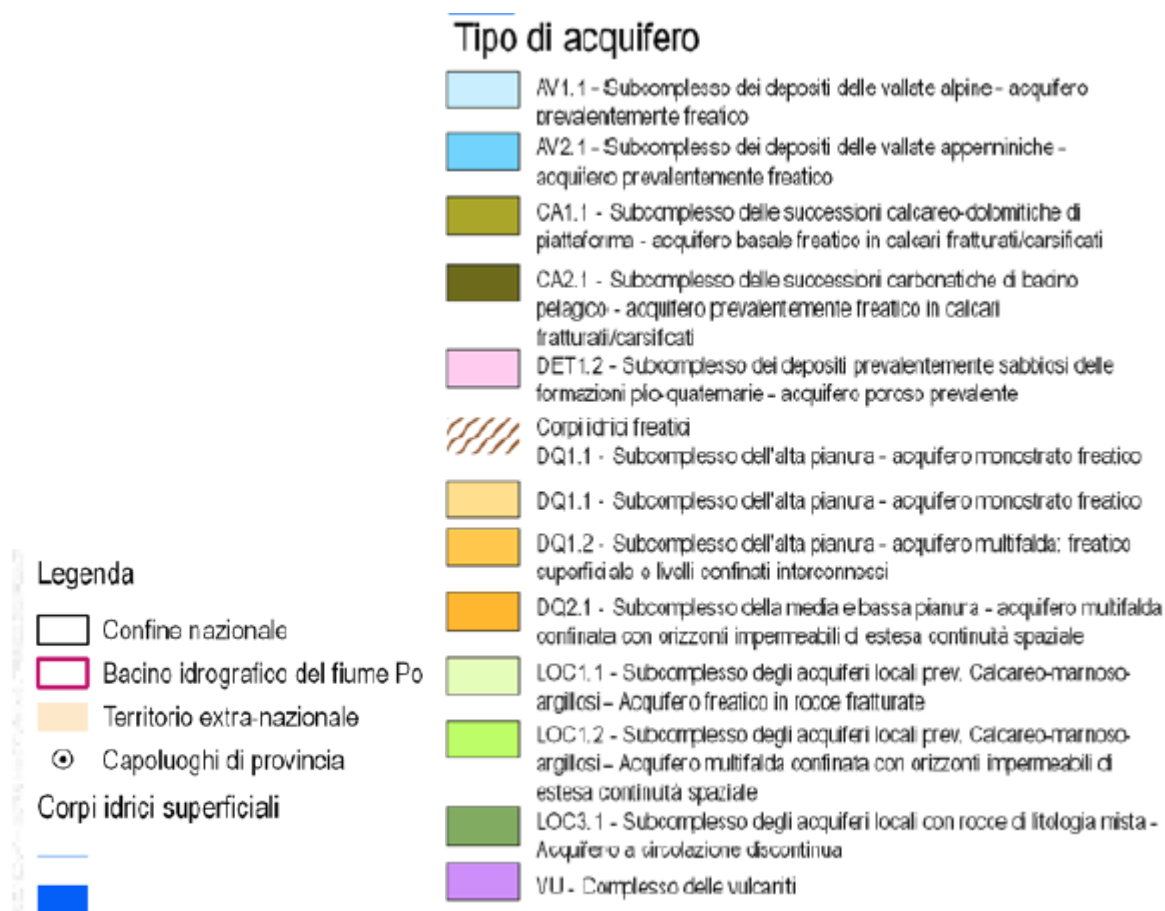 Tipo di acquifero
AV1.1 - Subcomplesso dei depositi delle vallate alpine - acquifero
prevalentemente freatico
AV2.1 - Subcomplesso dei depositi delle vallate appenniniche -
acquifero prevalentemente freatico
CA1.1 - Subcomplesso delle successioni calcareo-dolomitiche di
piattaforma - acquifero basale freatico in calcari fratturati/carsificati
CA2.1 - Subcomplesso delle successioni carbonatiche di bacino
pelagico - acquifero prevalentemente freatico in calcari
fratturati/carsificati
DET1.2 - Subcomplesso dei depositi prevalentemente sabbiosi delle
formazioni plio-quaternarie - acquifero poroso prevalente
Corpi idrici freatici
DQ1.1 - Subcomplesso dell'alta pianura - acquifero monostrato freatico
DQ1.1 - Subcomplesso dell'alta pianura - acquifero monostrato freatico
DQ1.2 - Subcomplesso dell'alta pianura - acquifero multifalda: freatico
superficiale e livelli confinati interconnessi
DQ2.1 - Subcomplesso della media e bassa pianura - acquifero multifalda
confinata con orizzonti impermeabili di estesa continuità spaziale
LOC1.1 - Subcomplesso degli acquiferi locali prev. Calcareo-marnoso-
argillosi - Acquifero freatico in rocce fratturate
LOC1.2 - Subcomplesso degli acquiferi locali prev. Calcareo-marnoso-
argillosi - Acquifero multifalda confinata con orizzonti impermeabili di
estesa continuità spaziale
LOC3.1 - Subcomplesso degli acquiferi locali con rocce di litologia mista -
Acquifero a circolazione discontinua
VU - Complesso delle vulcaniti
Legenda
Confine nazionale
Bacino idrografico del fiume Po
Territorio extra-nazionale
Capoluoghi di provincia
Corpi idrici superficiali